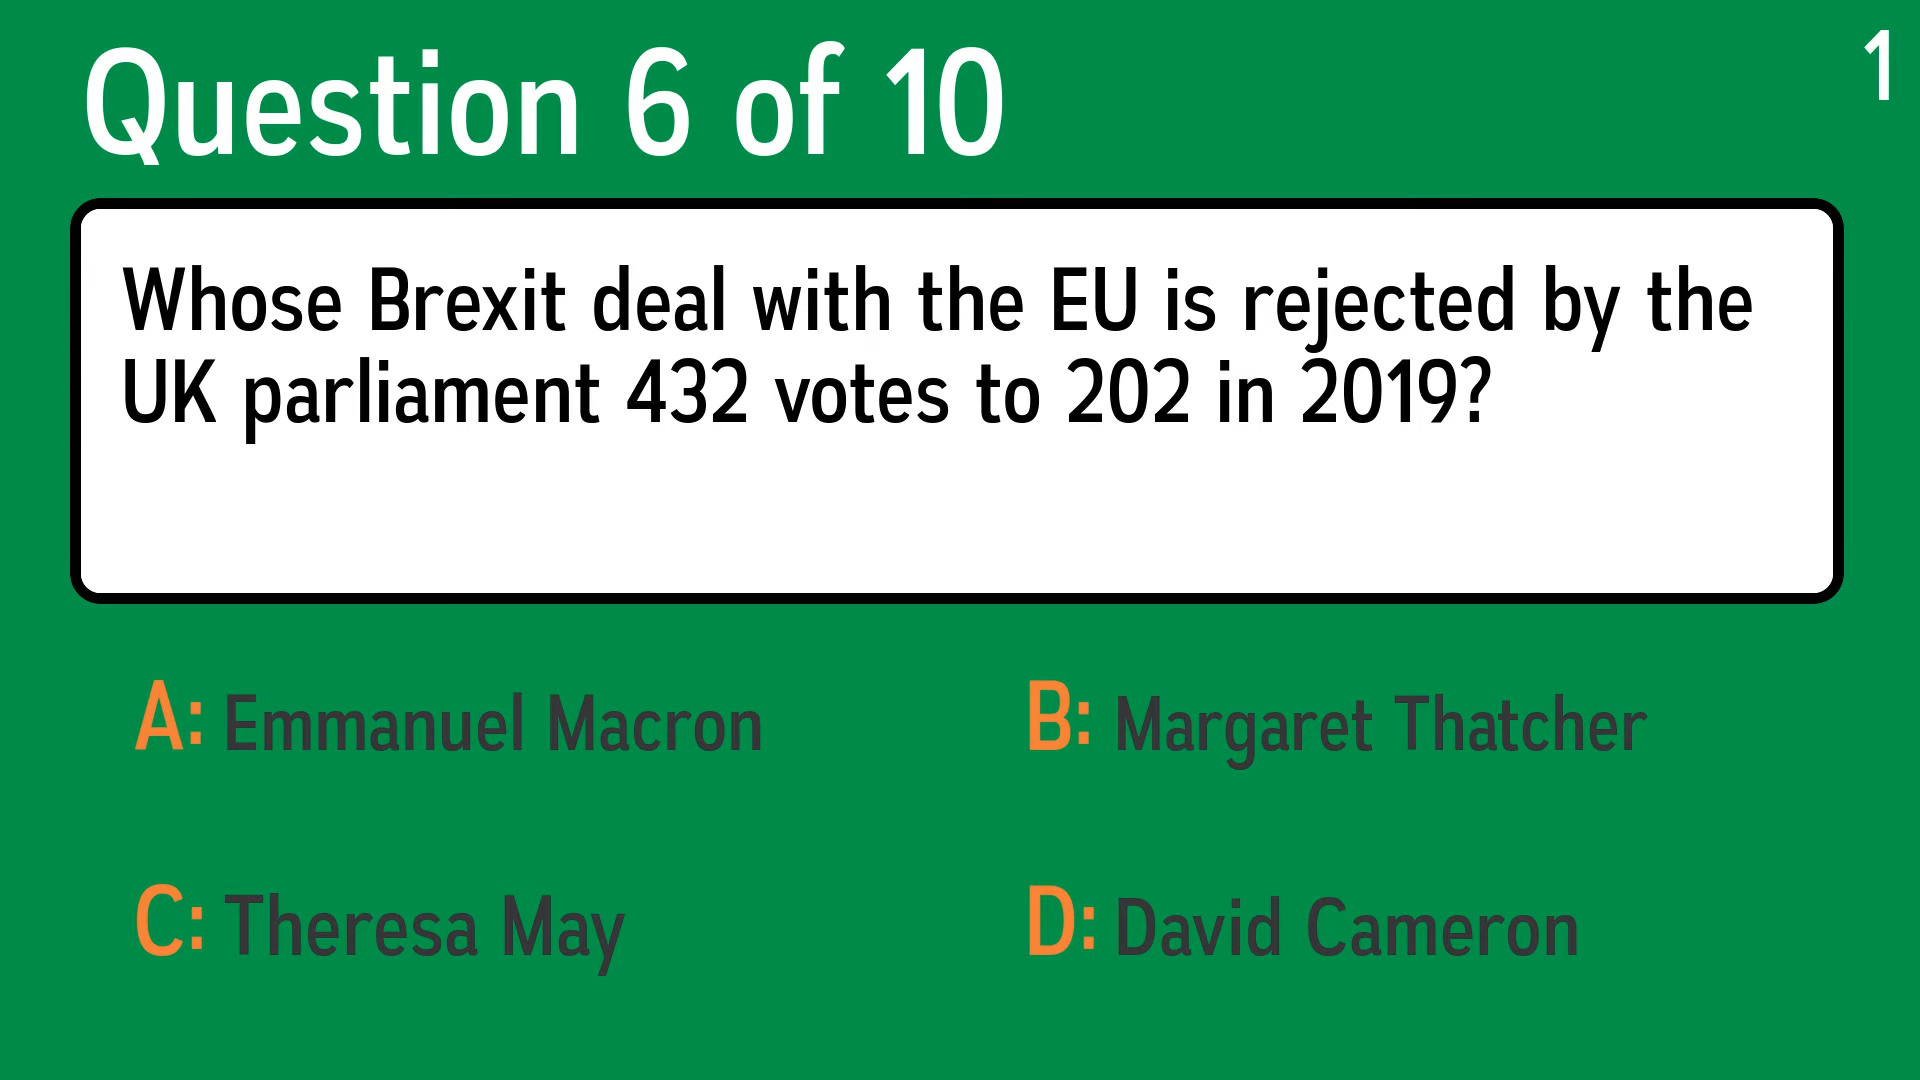 Question 6 of 10
1
Whose Brexit deal with the EU is rejected by the
UK parliament 432 votes to 202 in 2019?
A: Emmanuel Macron
B: Margaret Thatcher
C: Theresa May
D: David Cameron